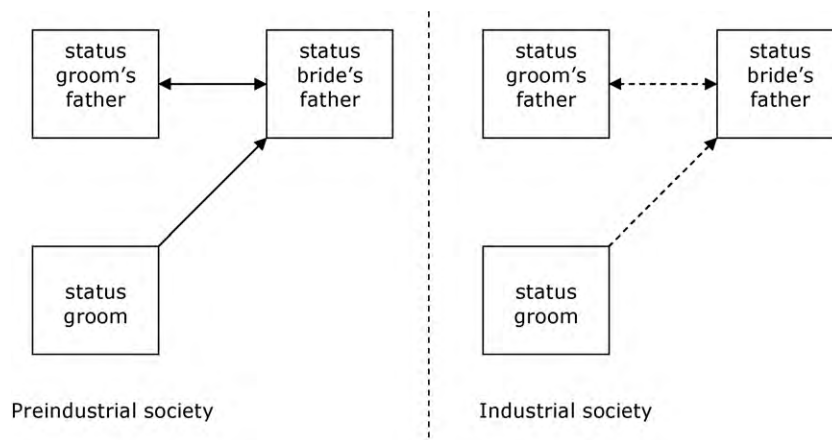 status
groom's
father
status
bride's
father
status
groom
Preindustrial society
status
groom's
father
status
bride's
father
status
groom
Industrial society